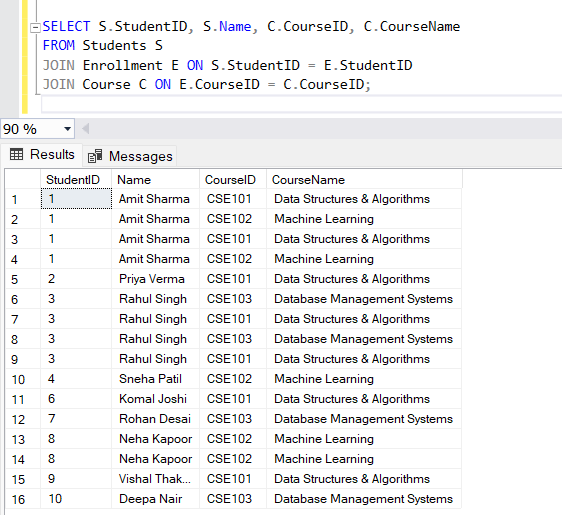 SELECT S.StudentID, S.Name, C.CourseID, C.CourseName
FROM Students S
JOIN Enrollment E ON S.StudentID = E.StudentID
JOIN Course C ON E.CourseID = C.CourseID;
90 %
Results Messages
StudentID Name CourseID CourseName
1 1 Amit Sharma CSE101 Data Structures & Algorithms
2 1 Amit Sharma CSE102 Machine Learning
3 1 Amit Sharma CSE101 Data Structures & Algorithms
4 1 Amit Sharma CSE102 Machine Learning
5 2 Priya Verma CSE101 Data Structures & Algorithms
6 3 Rahul Singh CSE103 Database Management Systems
7 3 Rahul Singh CSE101 Data Structures & Algorithms
8 3 Rahul Singh CSE103 Database Management Systems
9 3 Rahul Singh CSE101 Data Structures & Algorithms
10 4 Sneha Patil CSE102 Machine Learning
11 6 Komal Joshi CSE101 Data Structures & Algorithms
12 7 Rohan Desai CSE103 Database Management Systems
13 8 Neha Kapoor CSE102 Machine Learning
14 8 Neha Kapoor CSE102 Machine Learning
15 9 Vishal Thak... CSE101 Data Structures & Algorithms
16 10 Deepa Nair CSE103 Database Management Systems